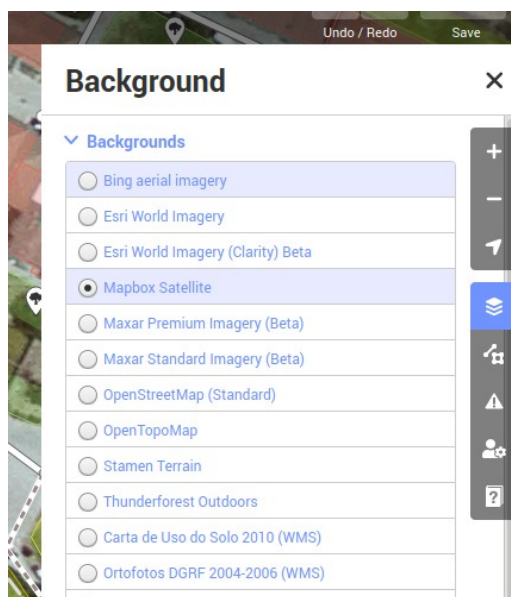 Undo / Redo
Save
Background
Backgrounds
Bing aerial imagery
Esri World Imagery
Esri World Imagery (Clarity) Beta
Mapbox Satellite
Maxar Premium Imagery (Beta)
Maxar Standard Imagery (Beta)
OpenStreetMap (Standard)
OpenTopoMap
Stamen Terrain
Thunderforest Outdoors
Carta de Uso do Solo 2010 (WMS)
Ortofotos DGRF 2004-2006 (WMS)